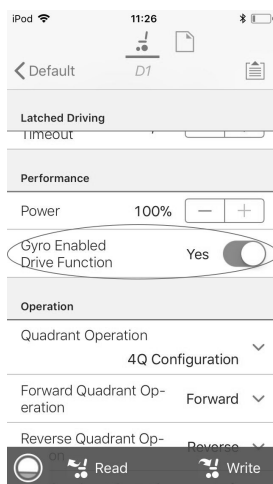 iPod 11:26
Default D1
Latched Driving
Timeout
Performance
Power 100% − +
Gyro Enabled
Drive Function
Yes
Operation
Quadrant Operation
4Q Configuration
Forward Quadrant Op-
eration
Forward
Reverse Quadrant Op-
on
Reverse
Read Write